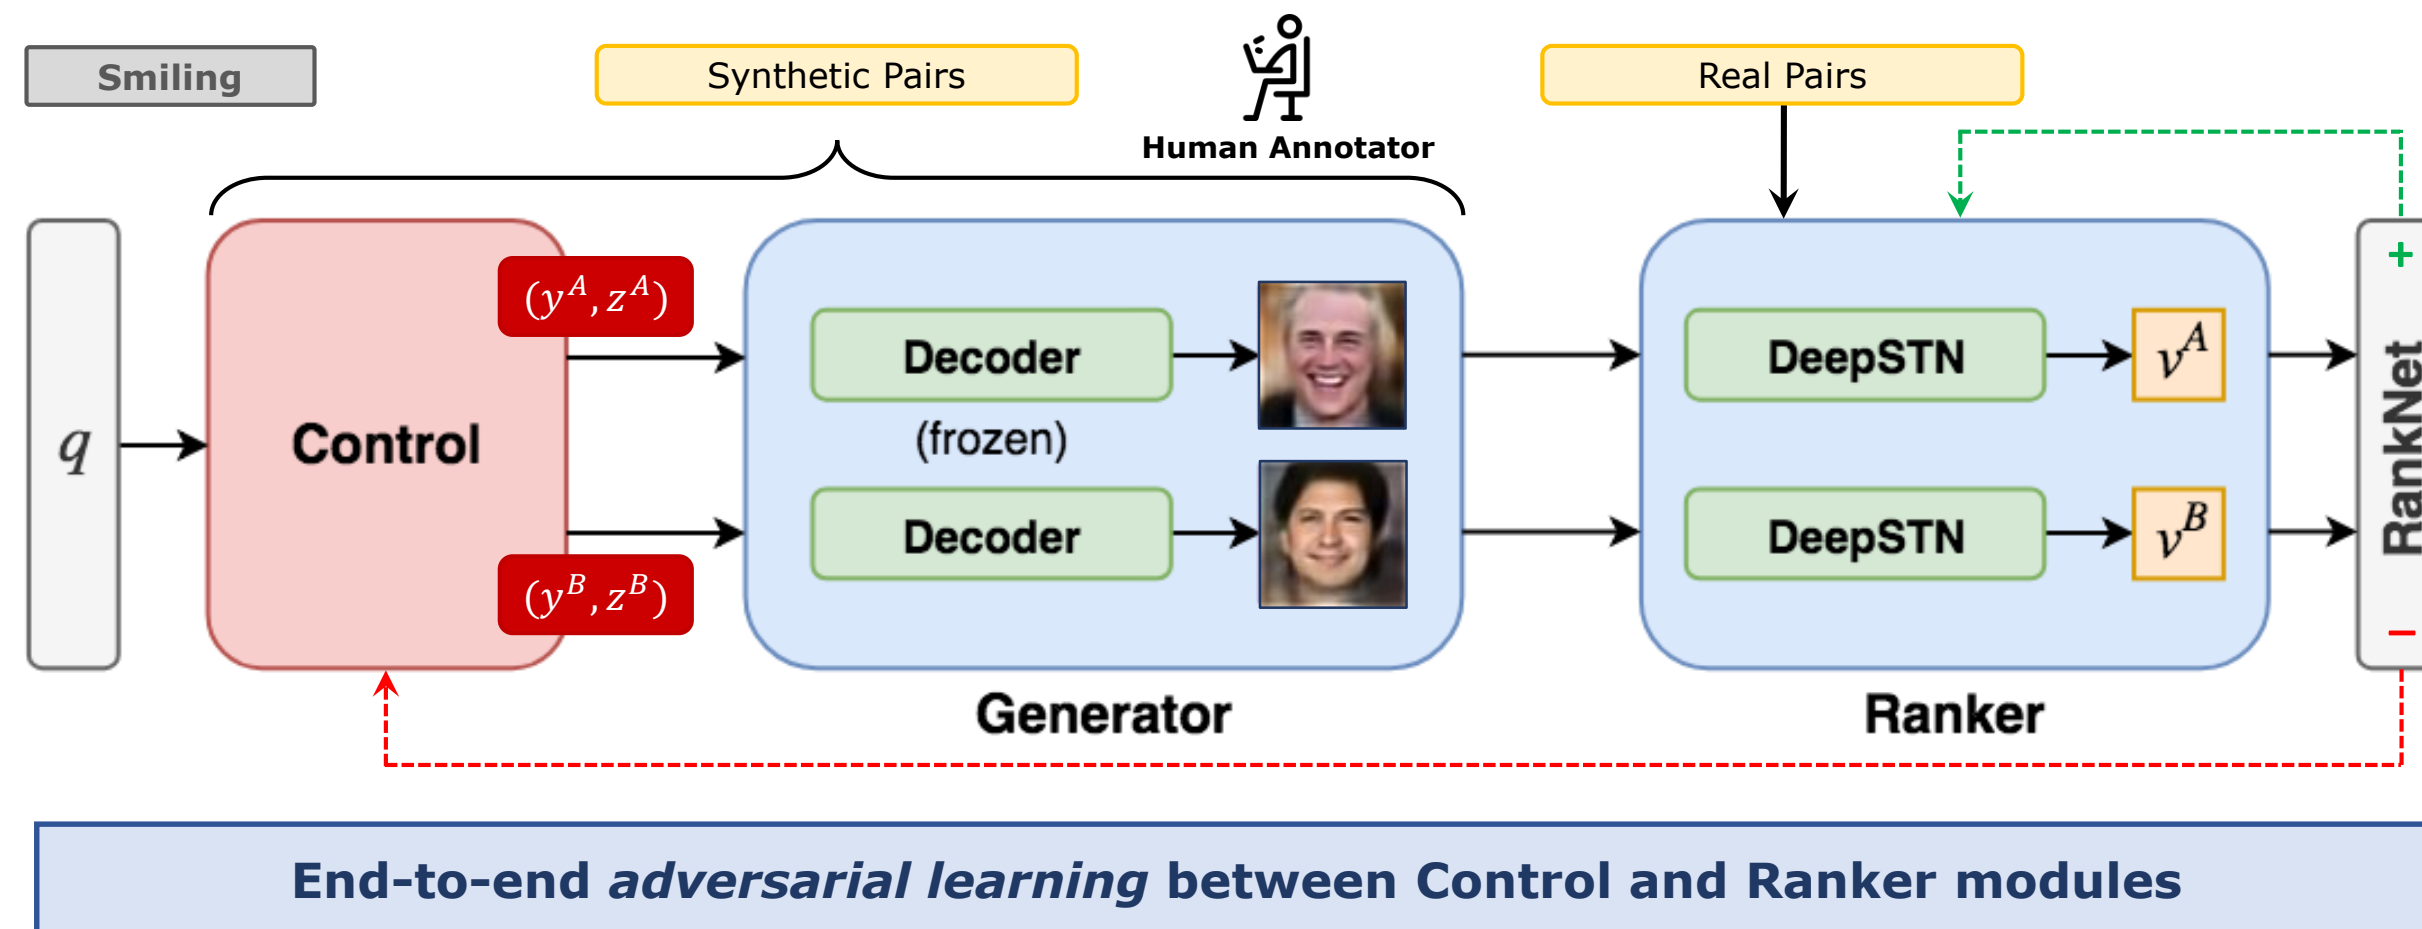 Smiling
Synthetic Pairs
Human Annotator
Real Pairs
q
Control
(y^A, z^A)
(y^B, z^B)
Decoder
(frozen)
Decoder
Generator
DeepSTN
v^A
DeepSTN
v^B
Ranker
+
RankNet
−
End-to-end adversarial learning between Control and Ranker modules